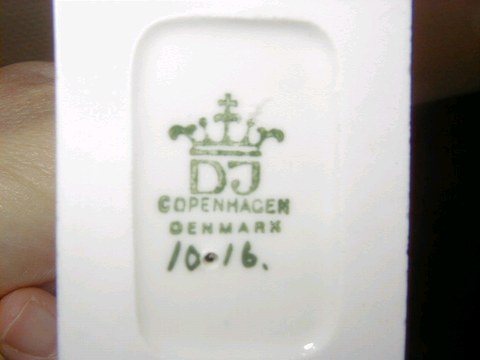 DJ
COPENHAGEN
DENMARK
10-16.